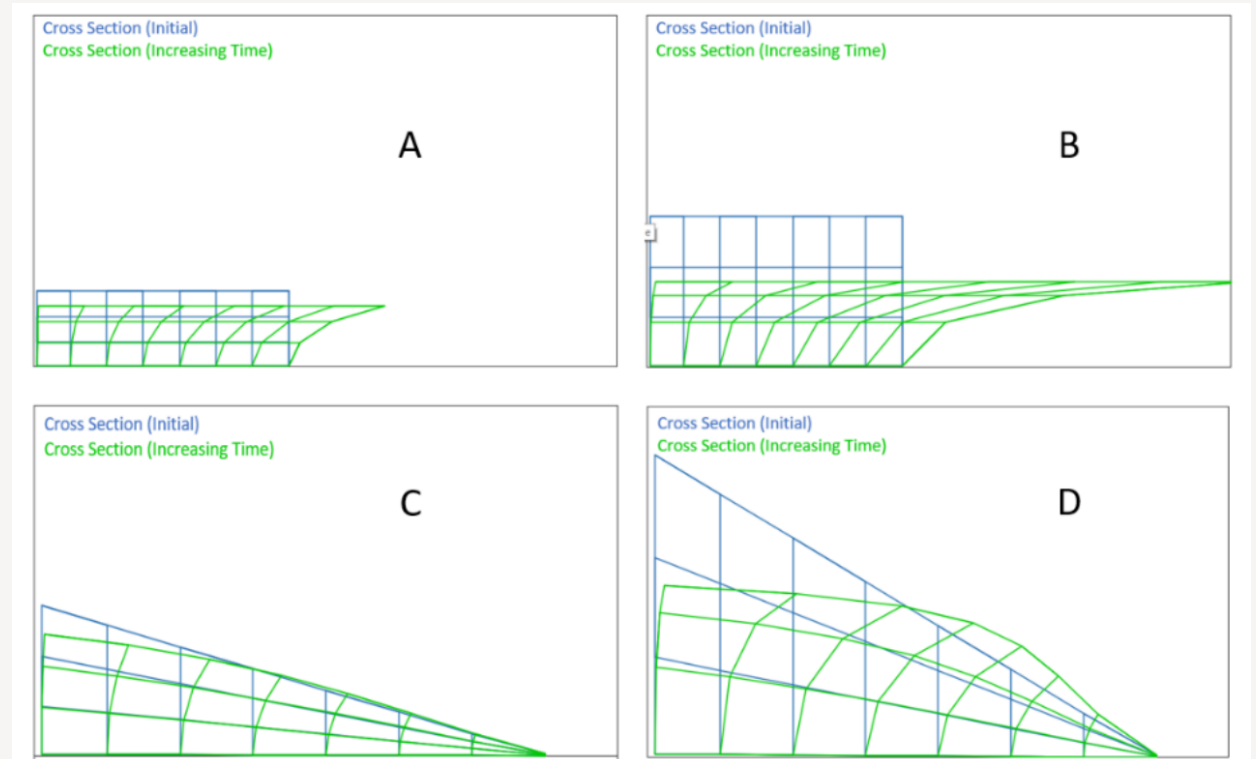 Cross Section (Initial)
Cross Section (Increasing Time)
A
Cross Section (Initial)
Cross Section (Increasing Time)
B
Cross Section (Initial)
Cross Section (Increasing Time)
C
Cross Section (Initial)
Cross Section (Increasing Time)
D